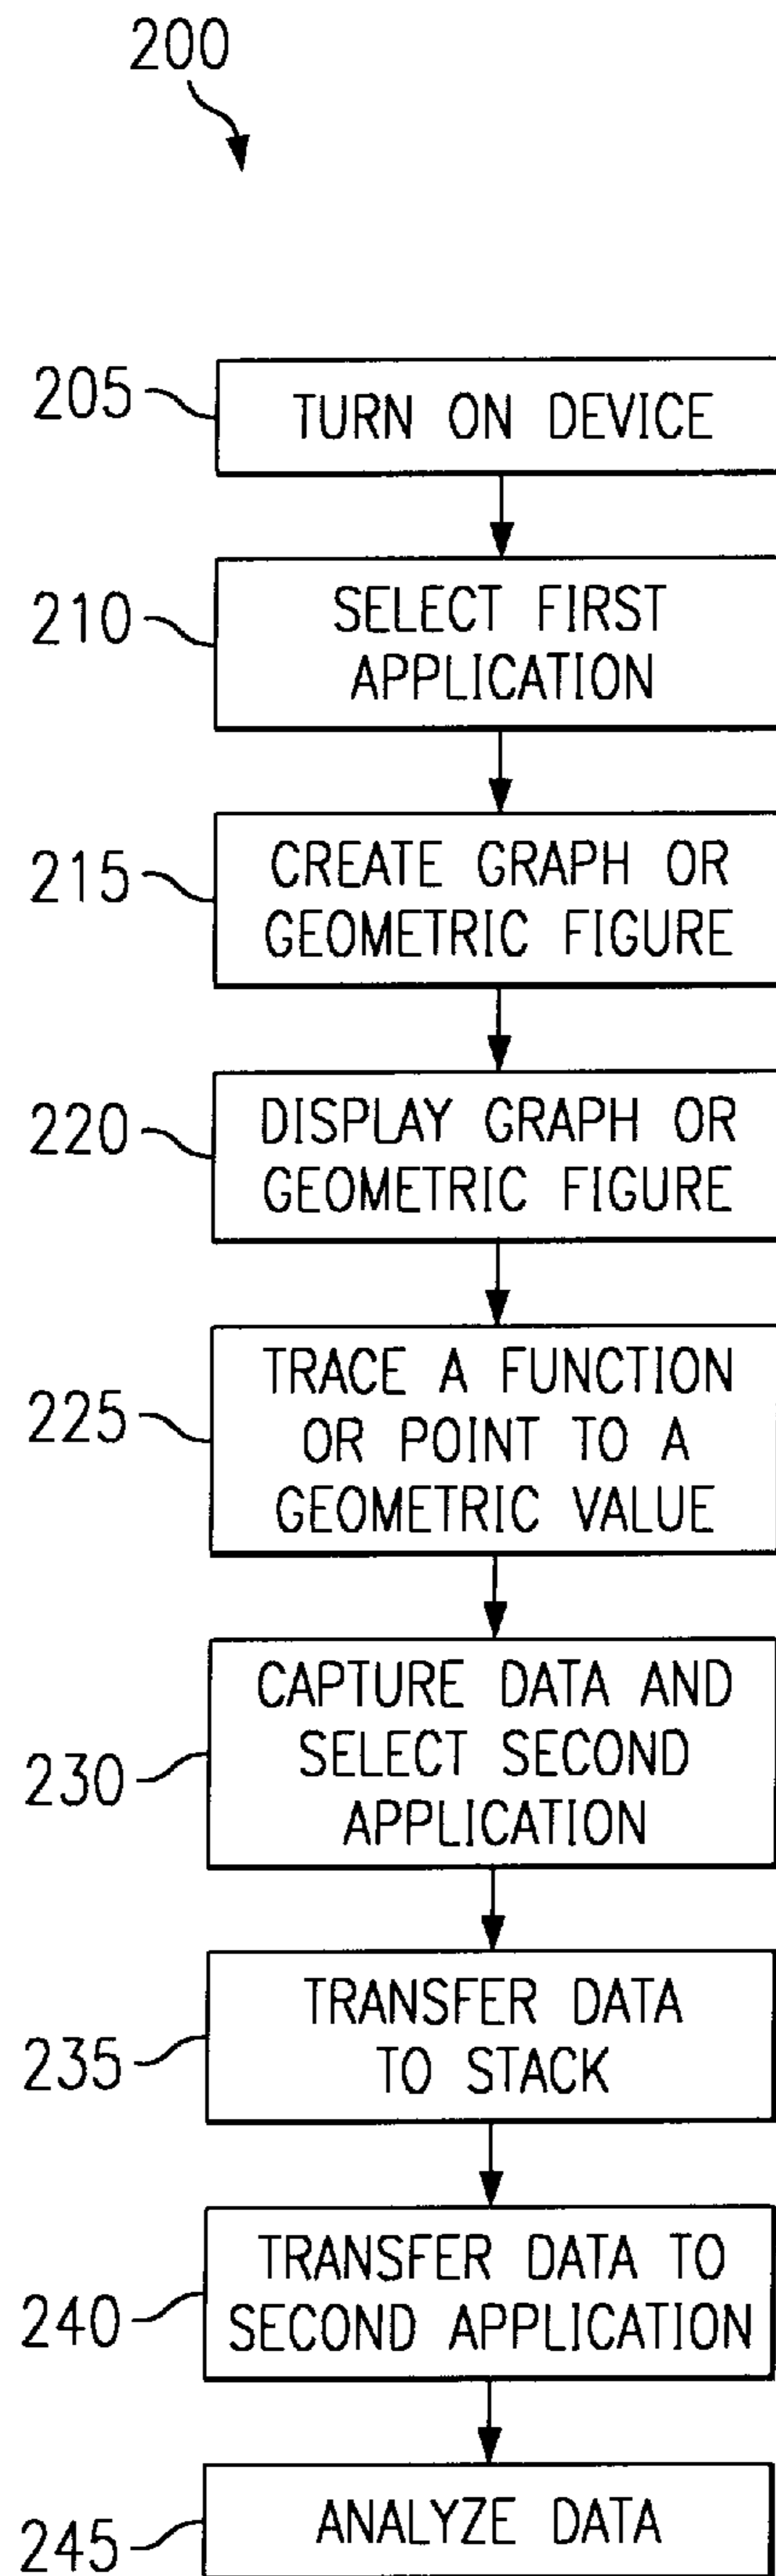 200
205
TURN ON DEVICE
210
SELECT FIRST
APPLICATION
215
CREATE GRAPH OR
GEOMETRIC FIGURE
220
DISPLAY GRAPH OR
GEOMETRIC FIGURE
225
TRACE A FUNCTION
OR POINT TO A
GEOMETRIC VALUE
230
CAPTURE DATA AND
SELECT SECOND
APPLICATION
235
TRANSFER DATA
TO STACK
240
TRANSFER DATA TO
SECOND APPLICATION
245
ANALYZE DATA